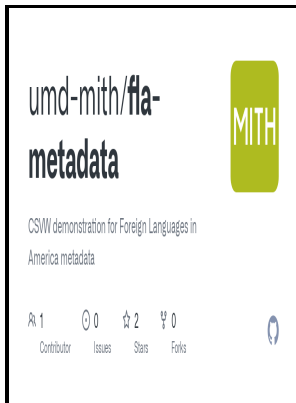 umd-mith/fla-
metadata
MITH
CSVW demonstration for Foreign Languages in
America metadata
1 0 2 0
Contributor Issues Stars Forks